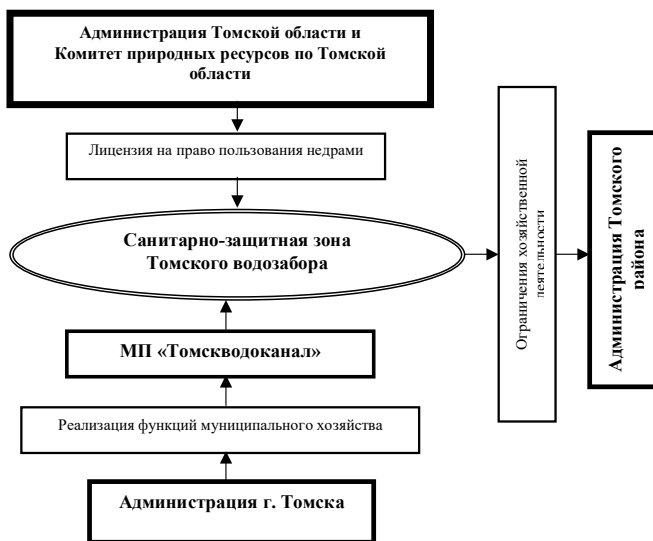 Администрация Томской области и
Комитет природных ресурсов по Томской
области
Лицензия на право пользования недрами
Санитарно-защитная зона
Томского водозабора
МП «Томскводоканал»
Реализация функций муниципального хозяйства
Администрация г. Томска
Ограничения хозяйственной
деятельности
Администрация Томского
района